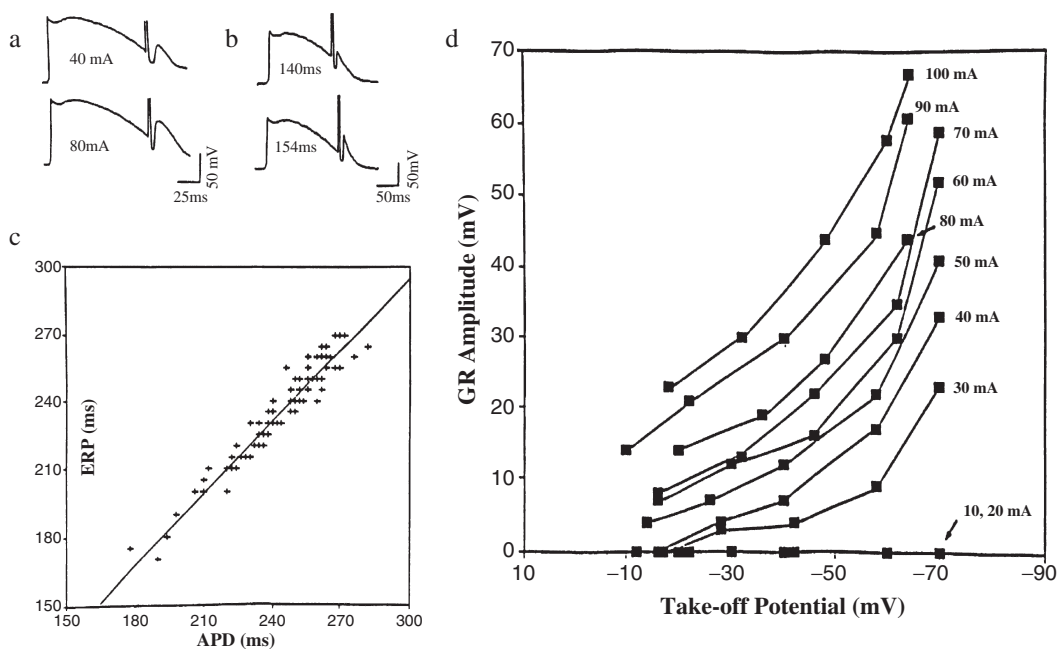 a
40 mA
80mA
50 mV
25ms
b
140ms
154ms
50mV
50ms
c
300
270
240
210
180
150
ERP (ms)
150 180 210 240 270 300
APD (ms)
d
70
60
50
40
30
20
10
0
GR Amplitude (mV)
100 mA
90 mA
70 mA
60 mA
80 mA
50 mA
40 mA
30 mA
10, 20 mA
10 −10 −30 −50 −70 −90
Take-off Potential (mV)